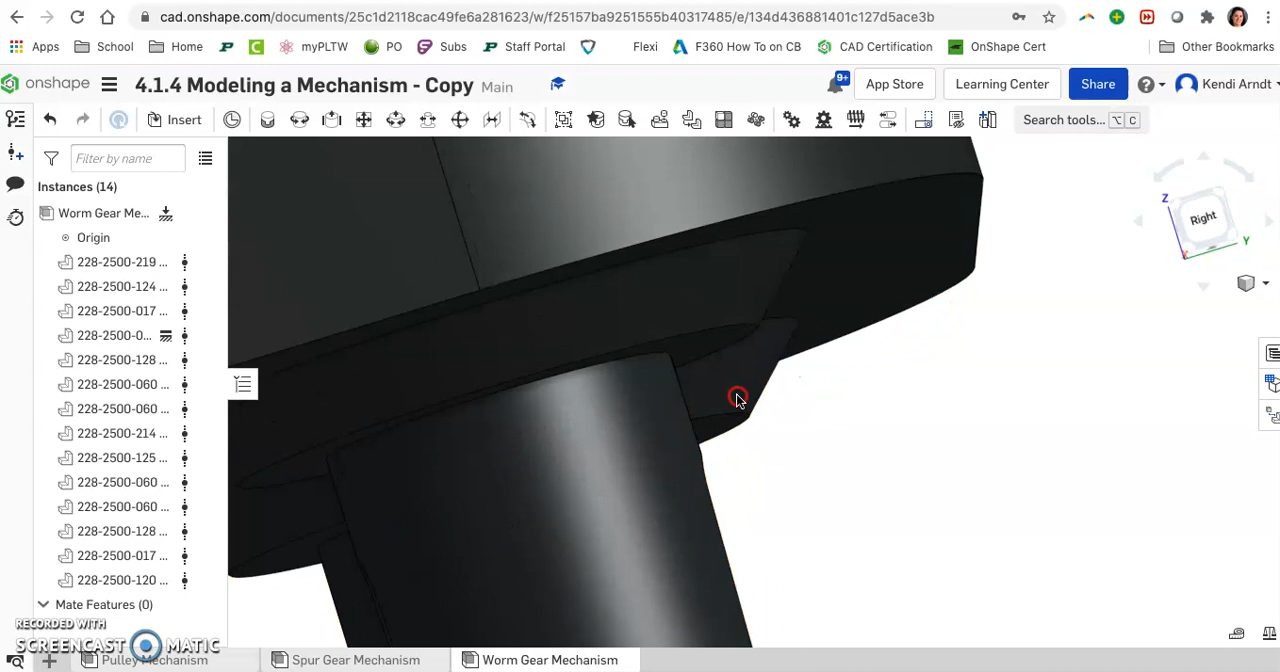 cad.onshape.com/documents/25c1d2118cac49fe6a281623/w/f25157ba9251555b40317485/e/134d436881401c127d5ace3b
Apps School Home myPLTW PO Subs Staff Portal Flexi F360 How To on CB CAD Certification OnShape Cert Other Bookmarks
onshape 4.1.4 Modeling a Mechanism - Copy Main 9+ App Store Learning Center Share Kendi Arndt
Insert Search tools... ⌥ C
Filter by name
Instances (14)
Worm Gear Me...
Origin
228-2500-219 ...
228-2500-124 ...
228-2500-017 ...
228-2500-0...
228-2500-128 ...
228-2500-060 ...
228-2500-060 ...
228-2500-214 ...
228-2500-125 ...
228-2500-060 ...
228-2500-060 ...
228-2500-128 ...
228-2500-017 ...
228-2500-120 ...
Mate Features (0)
Z
Right
Y
X
RECORDED WITH
SCREENCAST MATIC
Pulley Mechanism Spur Gear Mechanism Worm Gear Mechanism